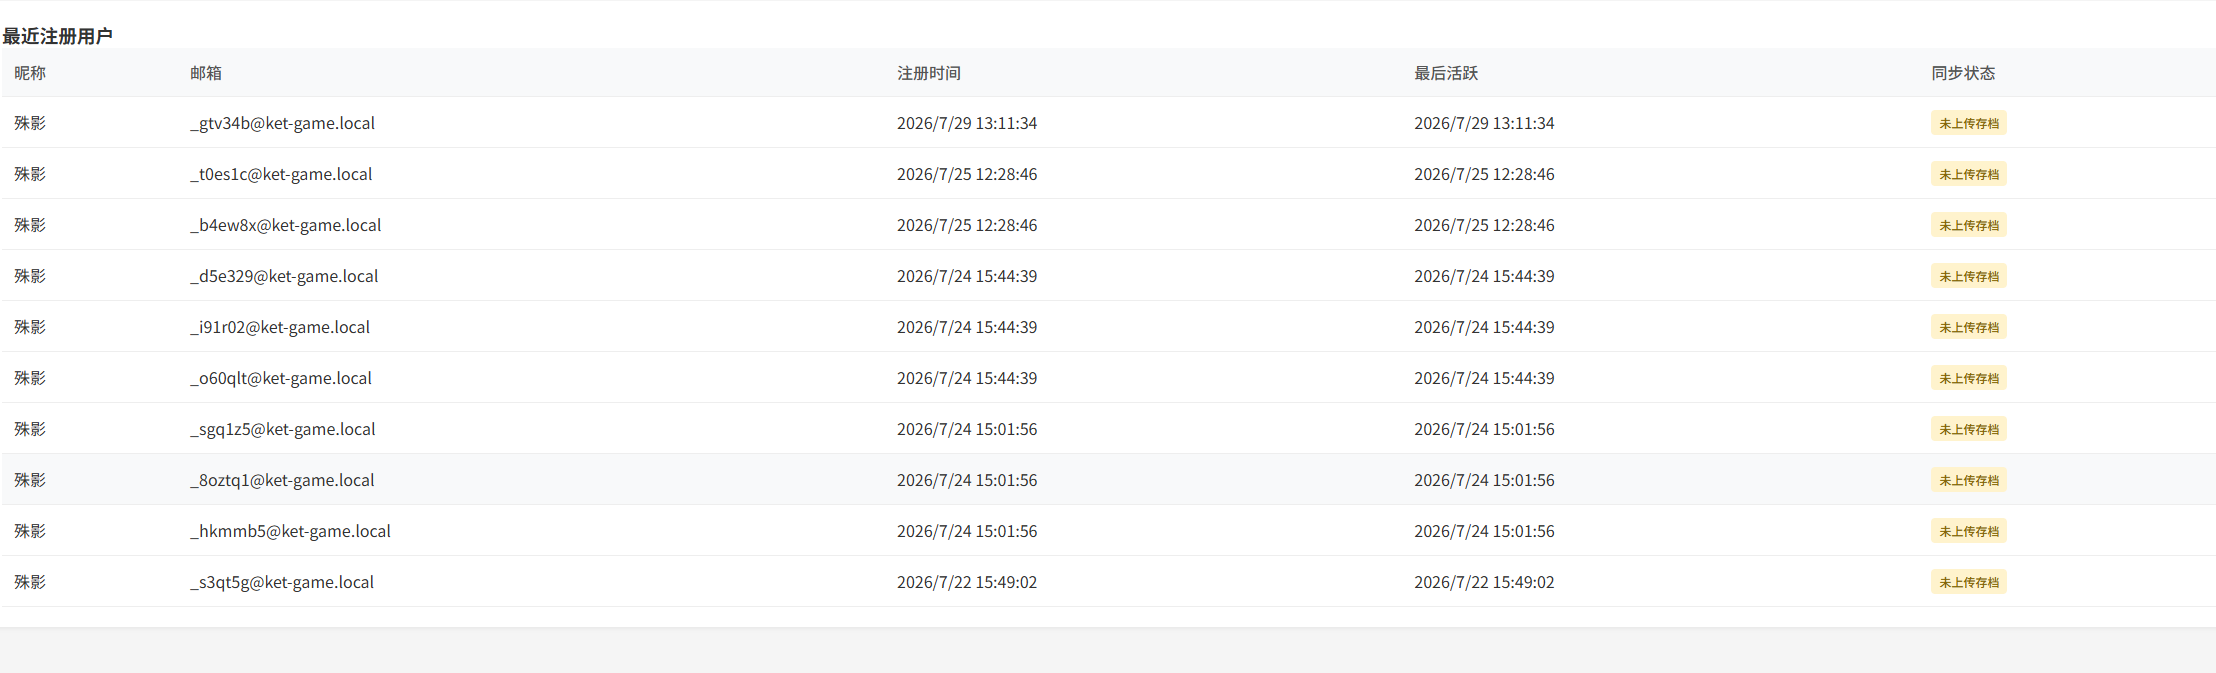 最近注册用户
昵称 邮箱 注册时间 最后活跃 同步状态
殊影 _gtv34b@ket-game.local 2026/7/29 13:11:34 2026/7/29 13:11:34 未上传存档
殊影 _t0es1c@ket-game.local 2026/7/25 12:28:46 2026/7/25 12:28:46 未上传存档
殊影 _b4ew8x@ket-game.local 2026/7/25 12:28:46 2026/7/25 12:28:46 未上传存档
殊影 _d5e329@ket-game.local 2026/7/24 15:44:39 2026/7/24 15:44:39 未上传存档
殊影 _i91r02@ket-game.local 2026/7/24 15:44:39 2026/7/24 15:44:39 未上传存档
殊影 _o60qlt@ket-game.local 2026/7/24 15:44:39 2026/7/24 15:44:39 未上传存档
殊影 _sgq1z5@ket-game.local 2026/7/24 15:01:56 2026/7/24 15:01:56 未上传存档
殊影 _8oztq1@ket-game.local 2026/7/24 15:01:56 2026/7/24 15:01:56 未上传存档
殊影 _hkmmb5@ket-game.local 2026/7/24 15:01:56 2026/7/24 15:01:56 未上传存档
殊影 _s3qt5g@ket-game.local 2026/7/22 15:49:02 2026/7/22 15:49:02 未上传存档